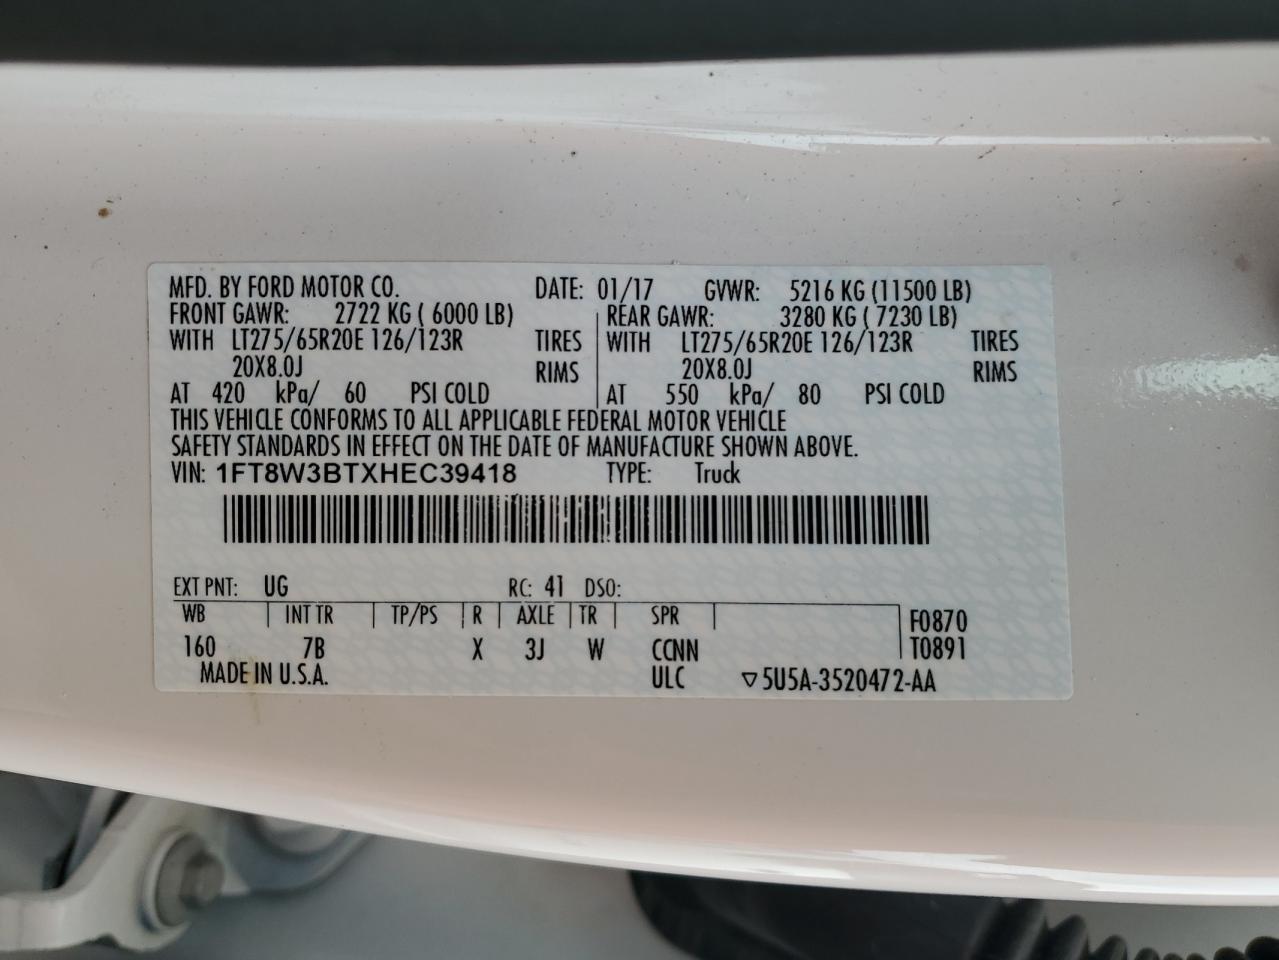 MFD. BY FORD MOTOR CO. DATE: 01/17 GVWR: 5216 KG (11500 LB)
FRONT GAWR: 2722 KG ( 6000 LB) REAR GAWR: 3280 KG ( 7230 LB)
WITH LT275/65R20E 126/123R TIRES WITH LT275/65R20E 126/123R TIRES
20X8.0J RIMS 20X8.0J RIMS
AT 420 kPa/ 60 PSI COLD AT 550 kPa/ 80 PSI COLD
THIS VEHICLE CONFORMS TO ALL APPLICABLE FEDERAL MOTOR VEHICLE
SAFETY STANDARDS IN EFFECT ON THE DATE OF MANUFACTURE SHOWN ABOVE.
VIN: 1FT8W3BTXHEC39418 TYPE: Truck
EXT PNT: UG RC: 41 DSO:
WB INT TR TP/PS R AXLE TR SPR F0870
160 7B X 3J W CCNN T0891
MADE IN U.S.A. ULC ▽5U5A-3520472-AA